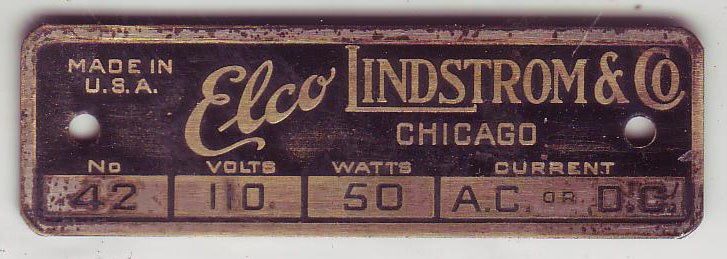 MADE IN
U.S.A.
Elco LINDSTROM & CO
CHICAGO
No VOLTS WATTS CURRENT
42 110 50 A.C. OR D.C.